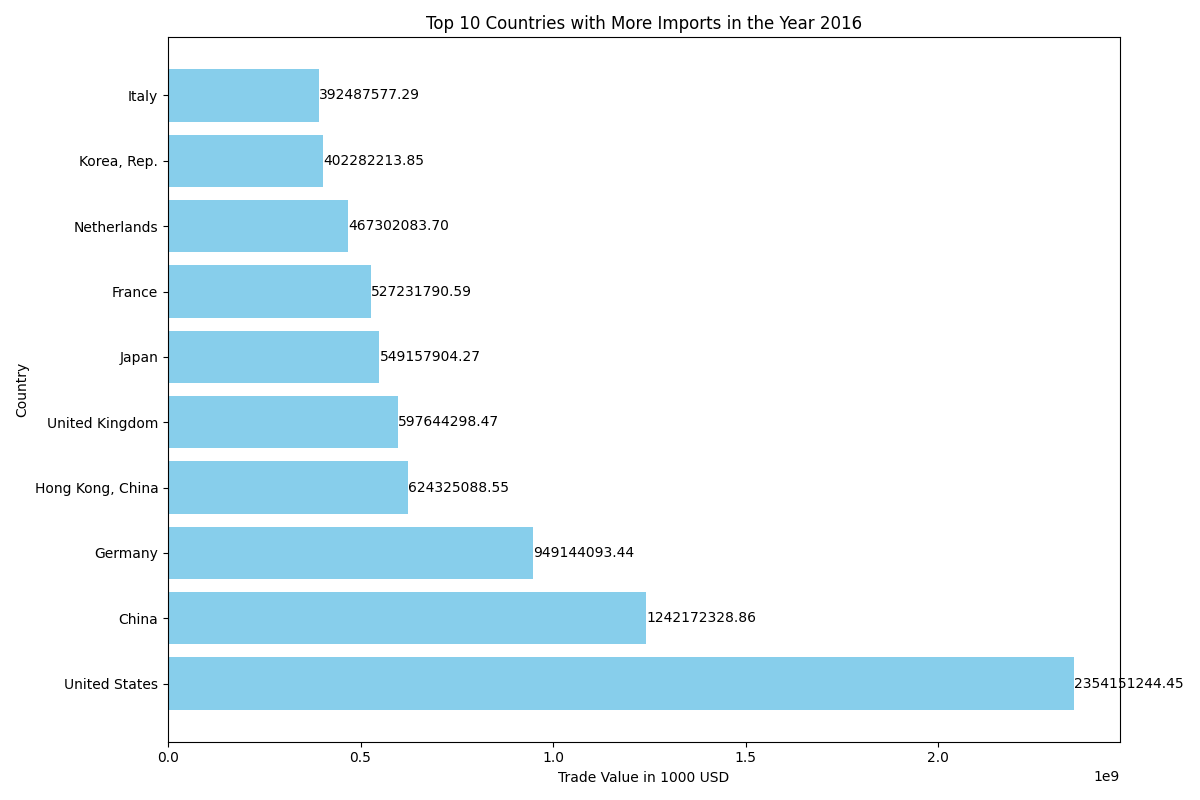 Top 10 Countries with More Imports in the Year 2016
Country
Italy 392487577.29
Korea, Rep. 402282213.85
Netherlands 467302083.70
France 527231790.59
Japan 549157904.27
United Kingdom 597644298.47
Hong Kong, China 624325088.55
Germany 949144093.44
China 1242172328.86
United States 2354151244.45
0.0 0.5 1.0 1.5 2.0
1e9
Trade Value in 1000 USD